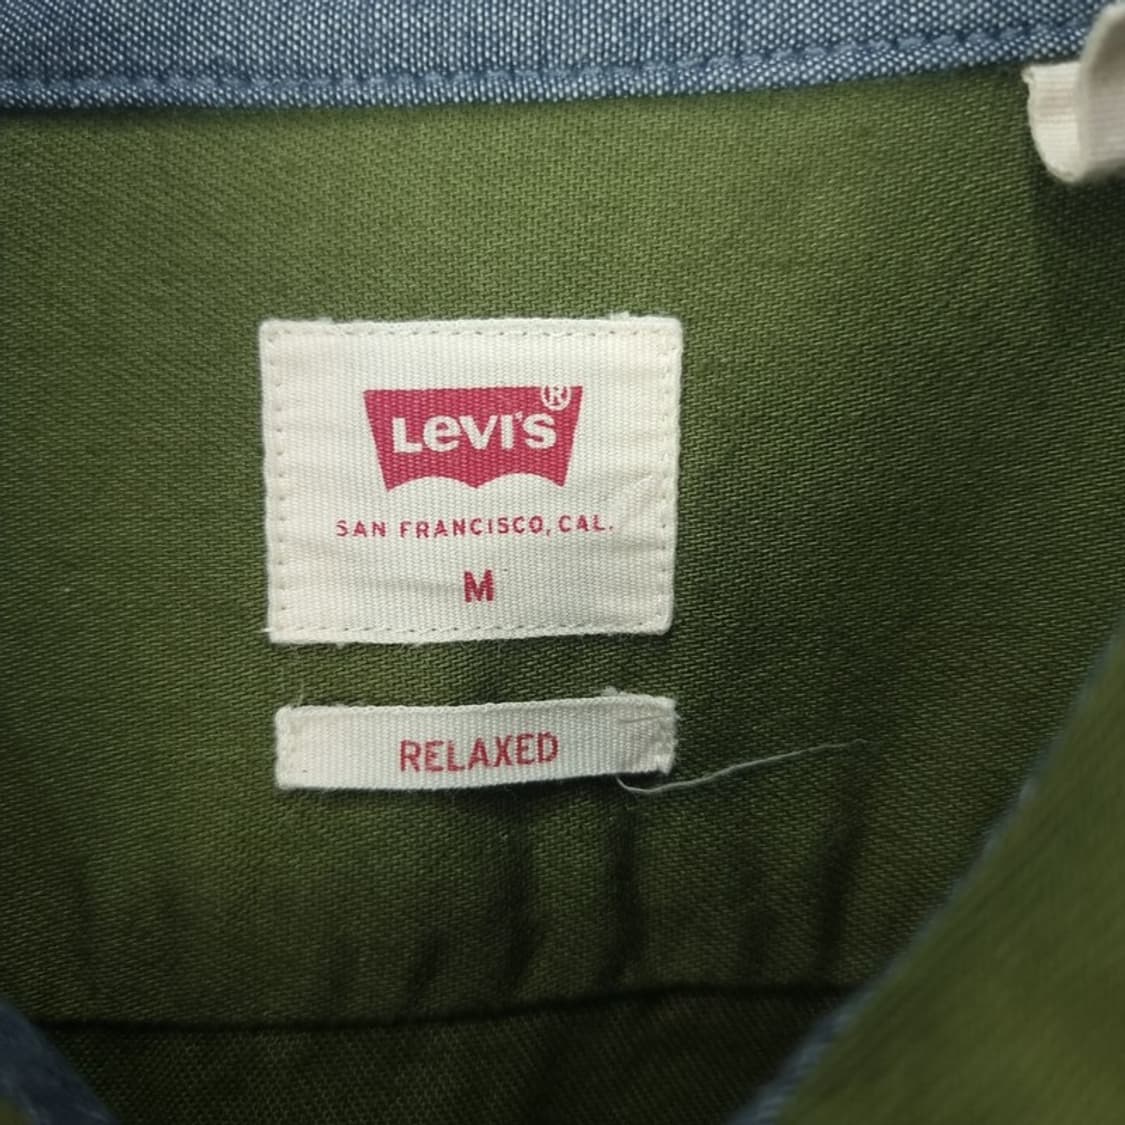 LEVI'S®
SAN FRANCISCO, CAL.
M
RELAXED